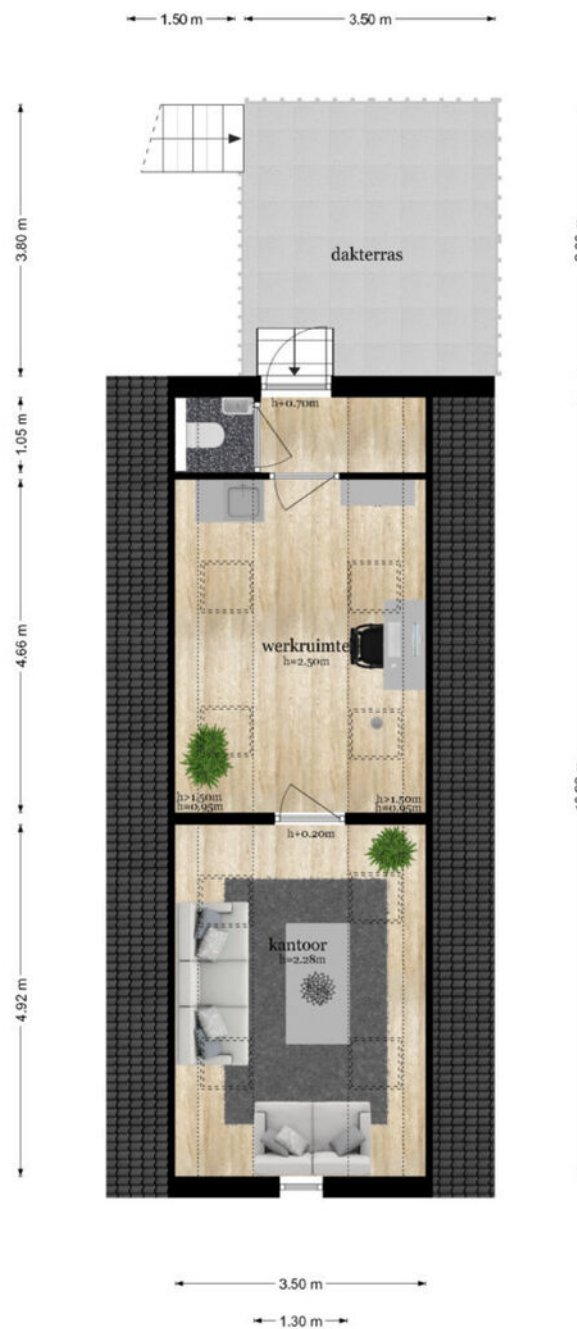 1.50 m
3.50 m
3.80 m
dakterras
h+0.70m
1.05 m
4.66 m
werkruimte
h=2.50m
h>1.50m
h=0.95m
h>1.50m
h=0.95m
h+0.20m
kantoor
h=2.28m
4.92 m
3.50 m
1.30 m